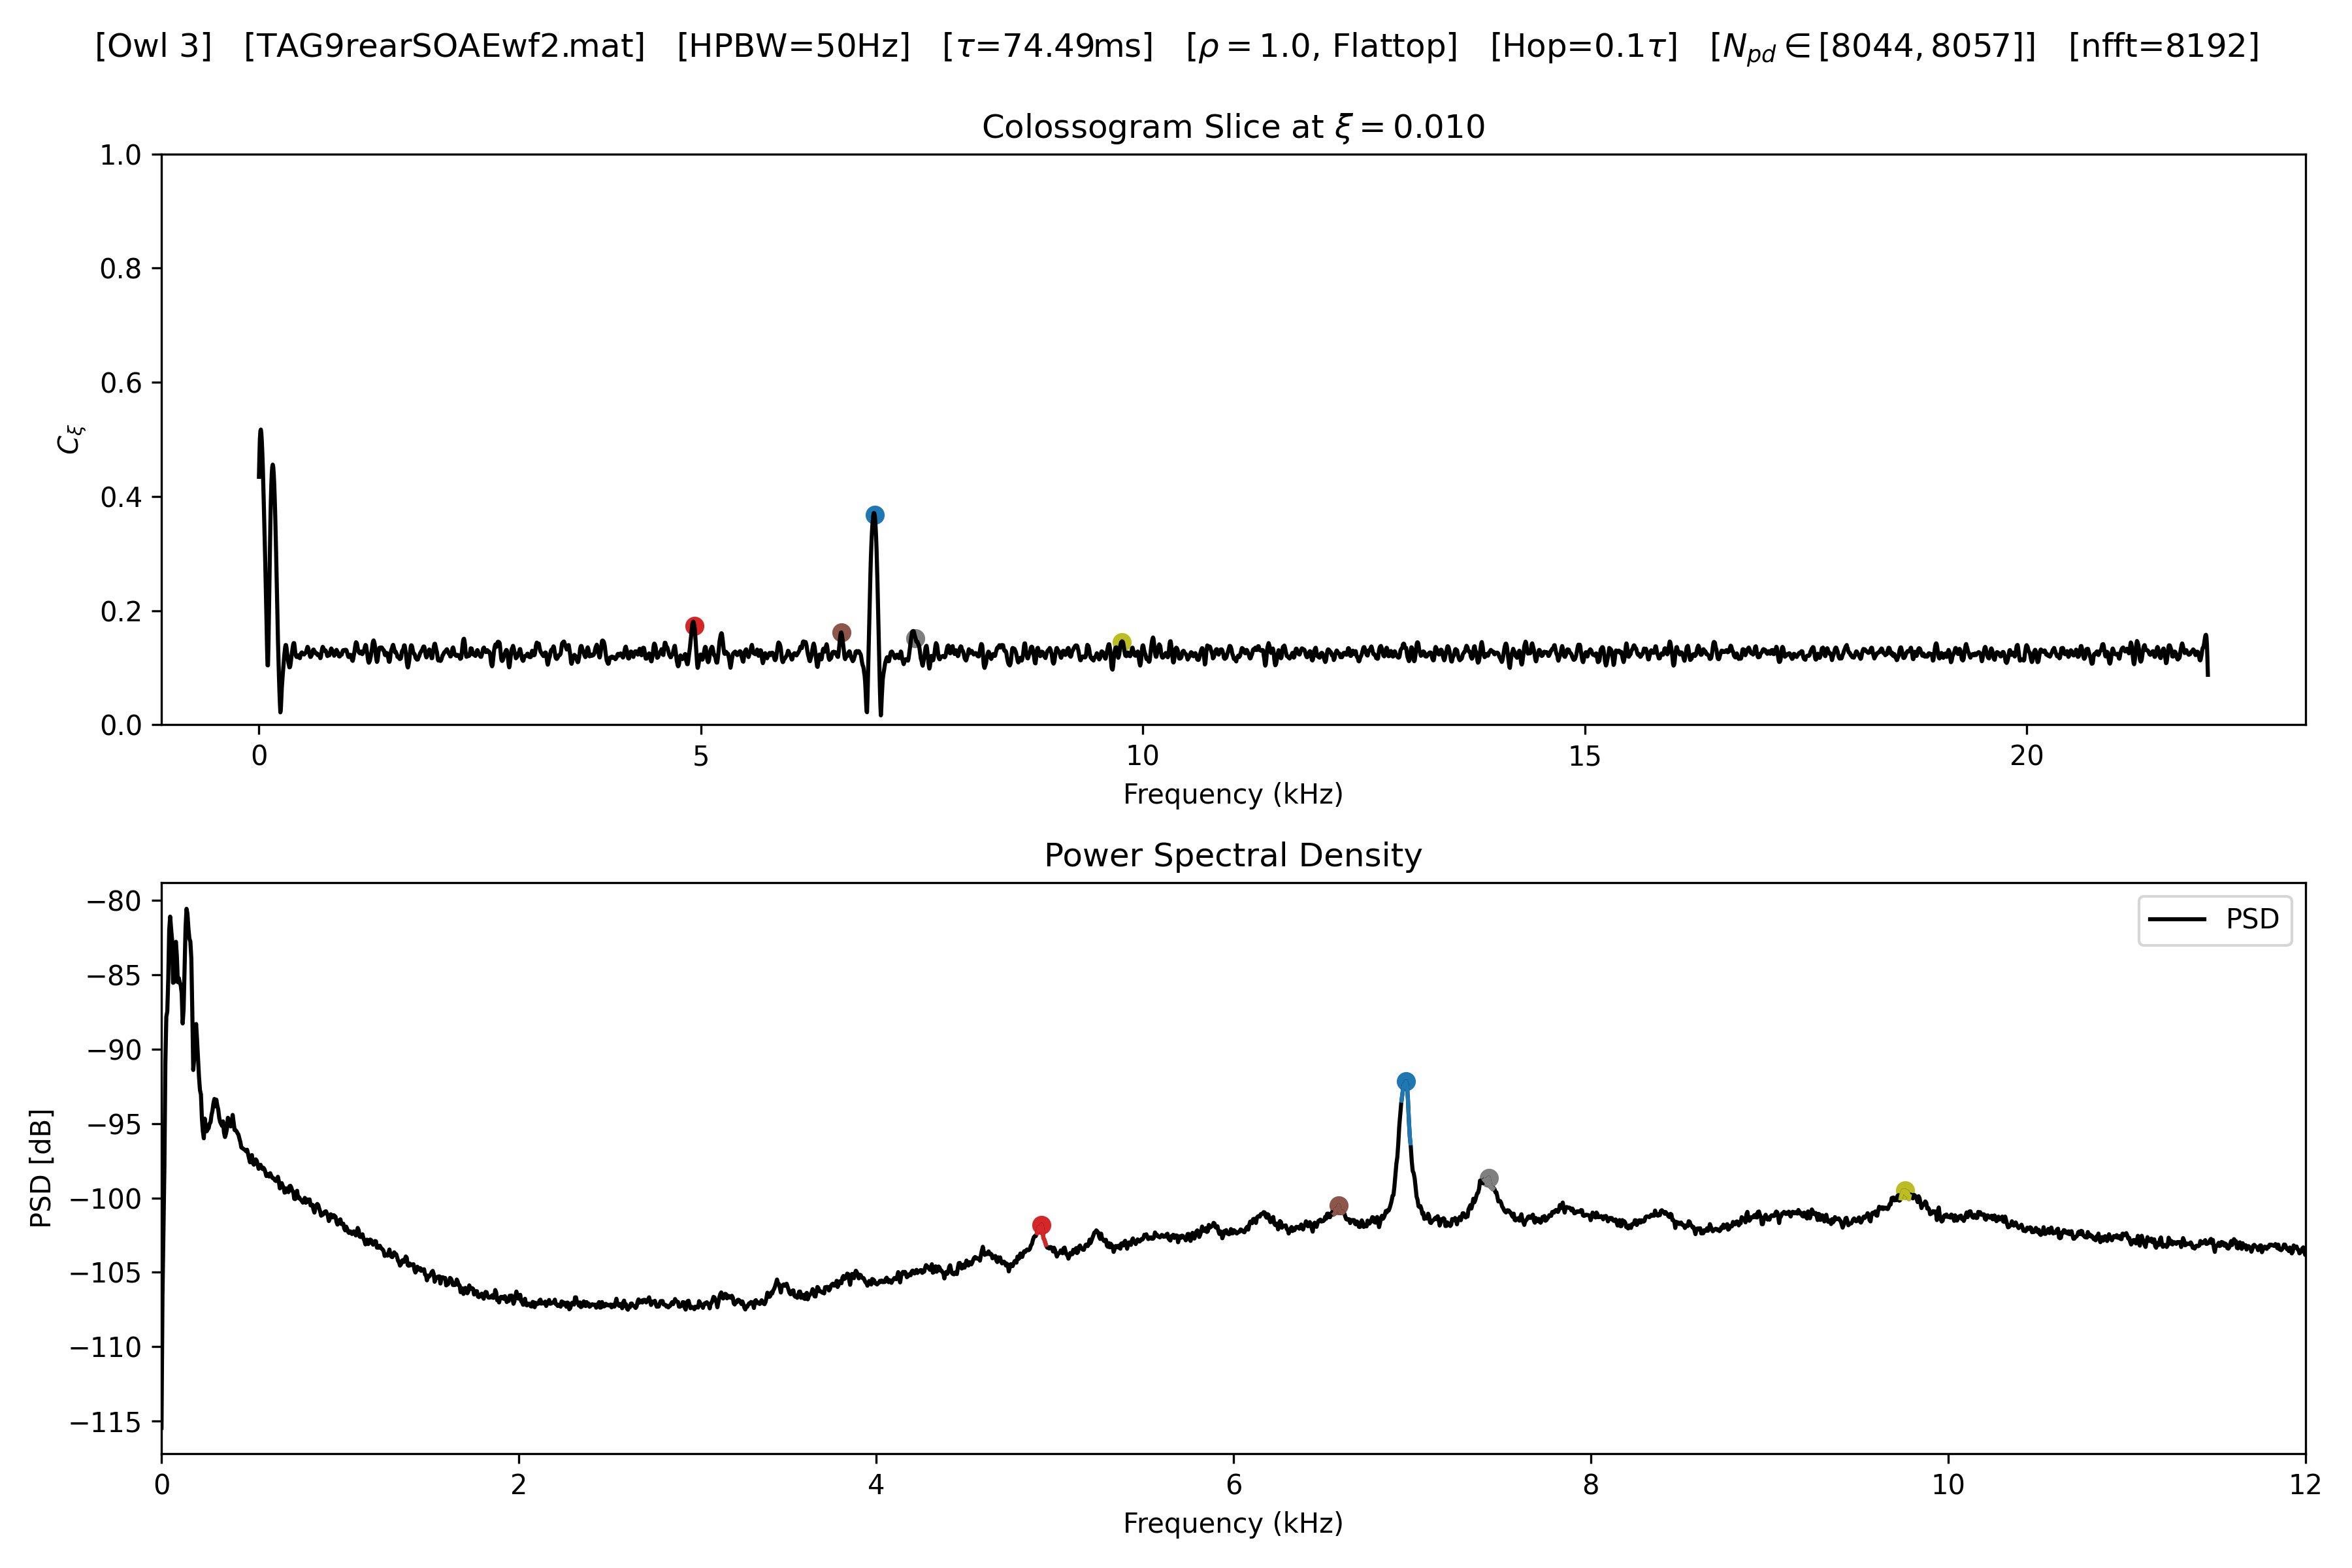 [Owl 3] [TAG9rearSOAEwf2.mat] [HPBW=50Hz] [τ=74.49ms] [ρ = 1.0, Flattop] [Hop=0.1τ] [N_pd ∈ [8044, 8057]] [nfft=8192]
Colossogram Slice at ξ = 0.010
1.0
0.8
0.6
0.4
0.2
0.0
C_ξ
0 5 10 15 20
Frequency (kHz)
Power Spectral Density
−80
−85
−90
−95
−100
−105
−110
−115
PSD [dB]
PSD
0 2 4 6 8 10 12
Frequency (kHz)